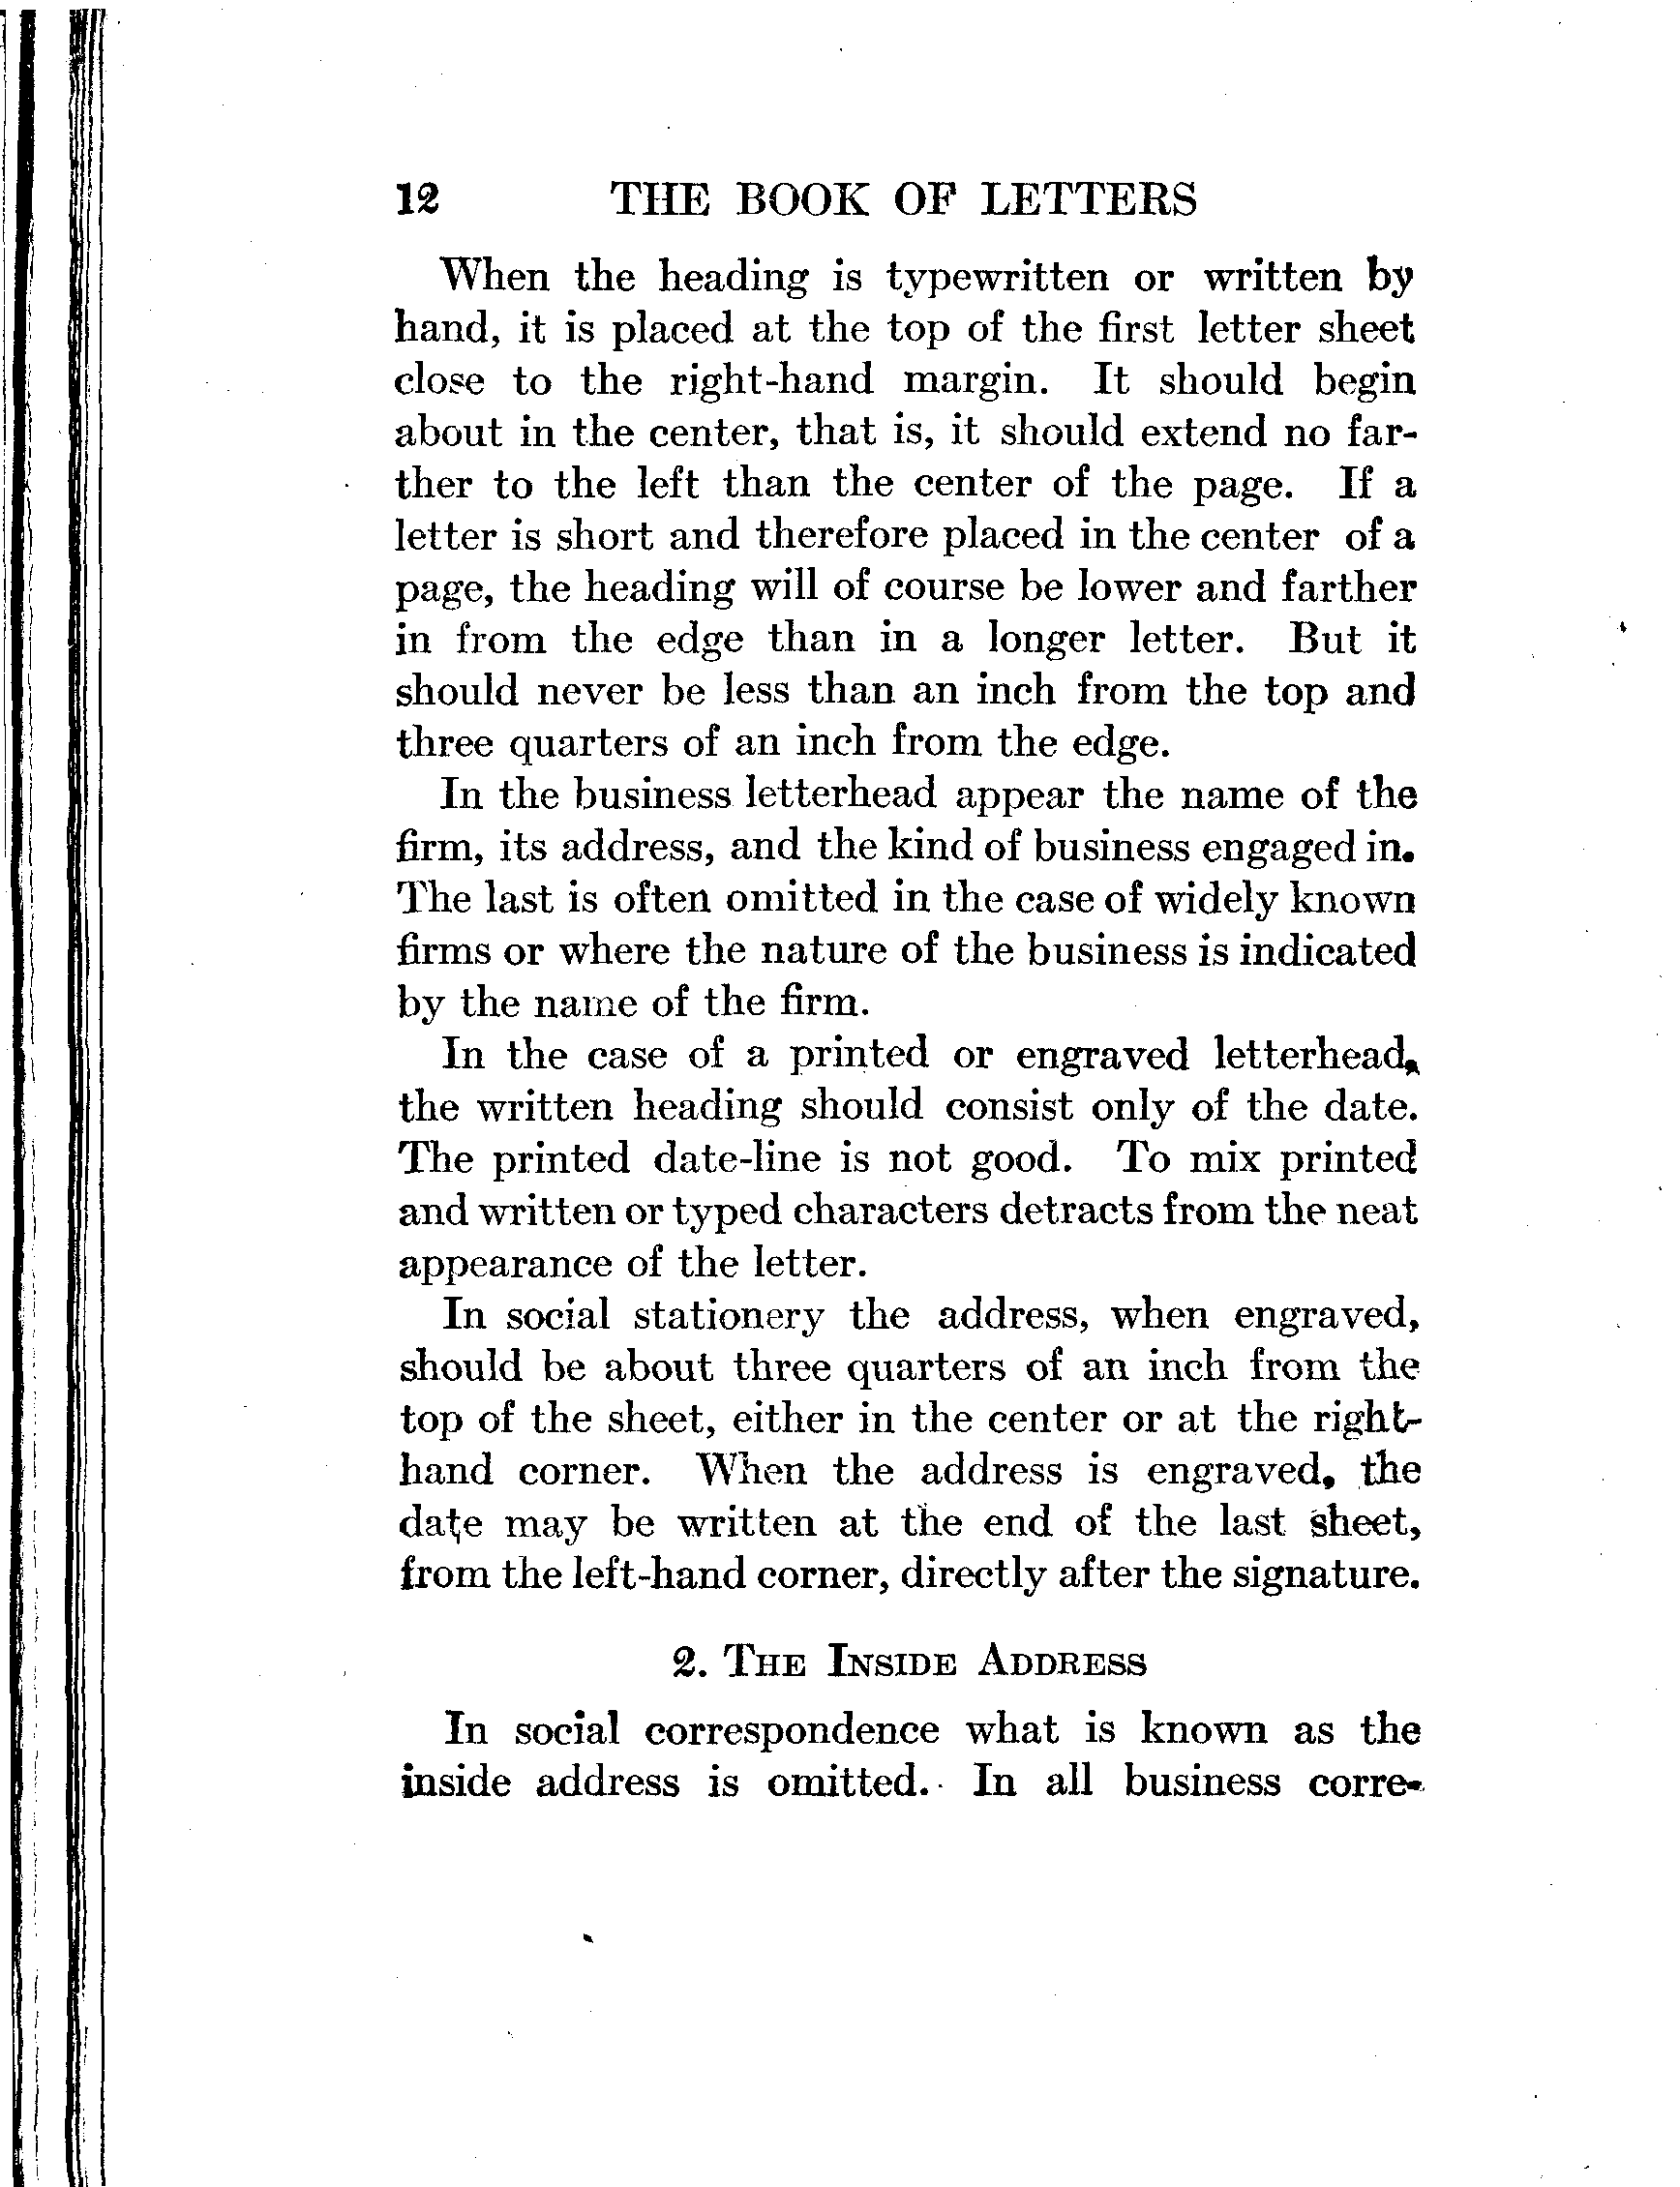 12 THE BOOK OF LETTERS
When the heading is typewritten or written by
hand, it is placed at the top of the first letter sheet
close to the right-hand margin. It should begin
about in the center, that is, it should extend no far-
ther to the left than the center of the page. If a
letter is short and therefore placed in the center of a
page, the heading will of course be lower and farther
in from the edge than in a longer letter. But it
should never be less than an inch from the top and
three quarters of an inch from the edge.
In the business letterhead appear the name of the
firm, its address, and the kind of business engaged in.
The last is often omitted in the case of widely known
firms or where the nature of the business is indicated
by the name of the firm.
In the case of a printed or engraved letterhead,
the written heading should consist only of the date.
The printed date-line is not good. To mix printed
and written or typed characters detracts from the neat
appearance of the letter.
In social stationery the address, when engraved,
should be about three quarters of an inch from the
top of the sheet, either in the center or at the right-
hand corner. When the address is engraved, the
date may be written at the end of the last sheet,
from the left-hand corner, directly after the signature.
2. THE INSIDE ADDRESS
In social correspondence what is known as the
inside address is omitted. In all business corre-